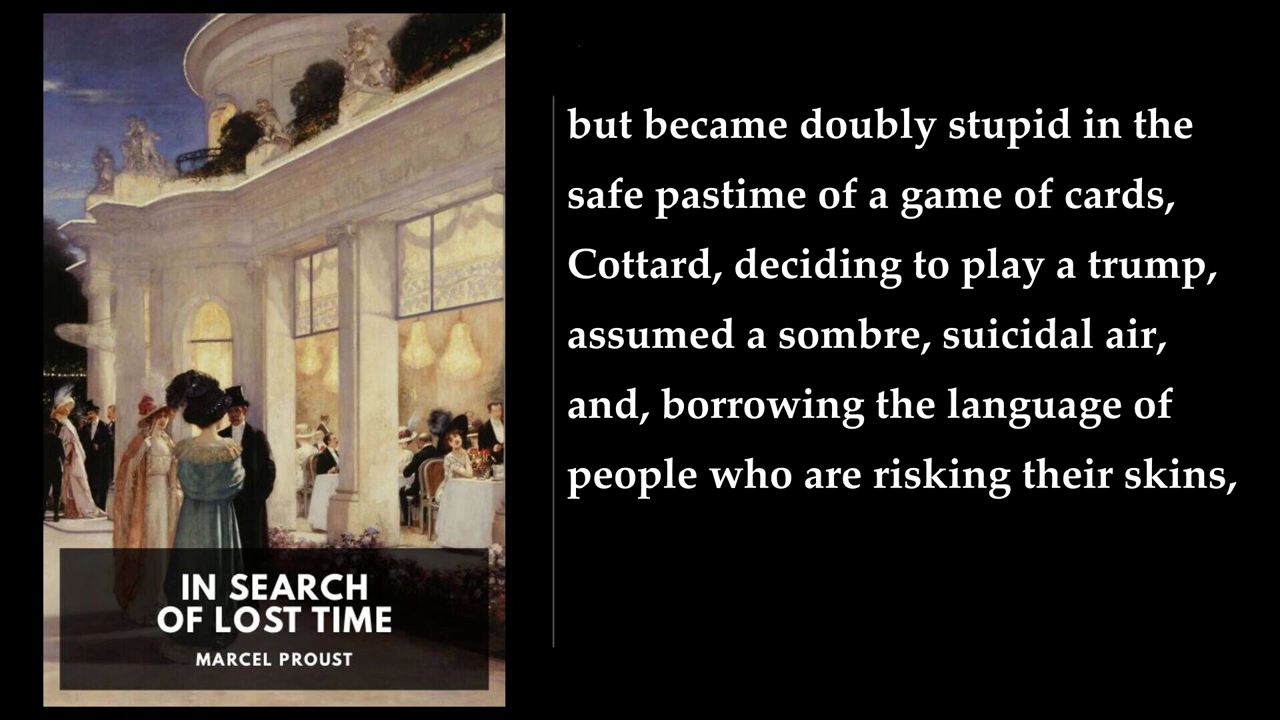 but became doubly stupid in the
safe pastime of a game of cards,
Cottard, deciding to play a trump,
assumed a sombre, suicidal air,
and, borrowing the language of
people who are risking their skins,
IN SEARCH
OF LOST TIME
MARCEL PROUST